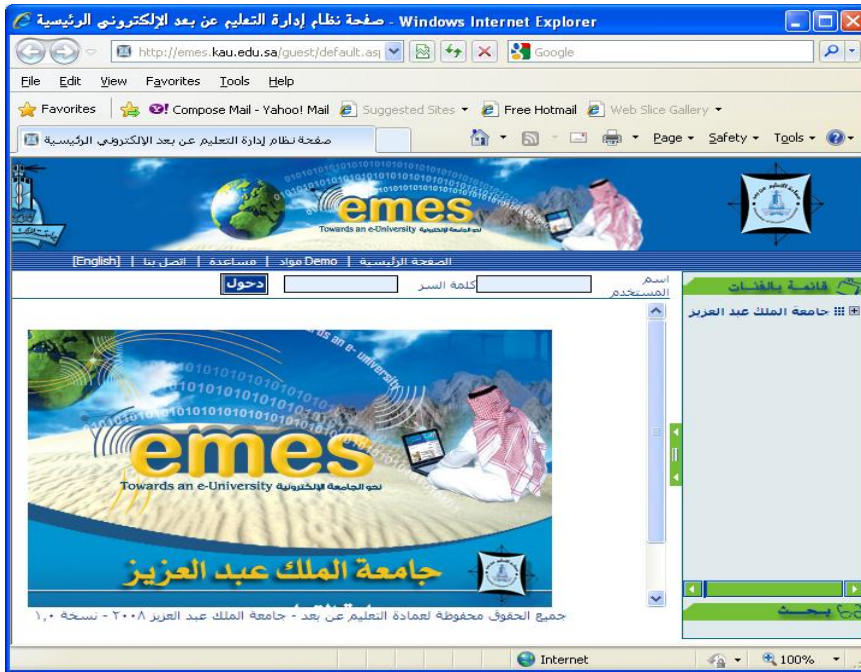 صفحة نظام إدارة التعليم عن بعد الإلكتروني الرئيسية - Windows Internet Explorer
http://emes.kau.edu.sa/guest/default.as
Google
File Edit View Favorites Tools Help
Favorites Compose Mail - Yahoo! Mail Suggested Sites Free Hotmail Web Slice Gallery
صفحة نظام إدارة التعليم عن بعد الإلكتروني الرئيسية
Page Safety Tools
emes
Towards an e-University نحو الجامعة الإلكترونية
الصفحة الرئيسية | Demo مواد | مساعدة | اتصل بنا | [English]
اسم المستخدم كلمة السر دخول
قائمة بالفئات
جامعة الملك عبد العزيز
Towards an e-University
emes
Towards an e-University نحو الجامعة الإلكترونية
جامعة الملك عبد العزيز
جميع الحقوق محفوظة لعمادة التعليم عن بعد - جامعة الملك عبد العزيز ٢٠٠٨ - نسخة ١,٠
بحث
Internet 100%